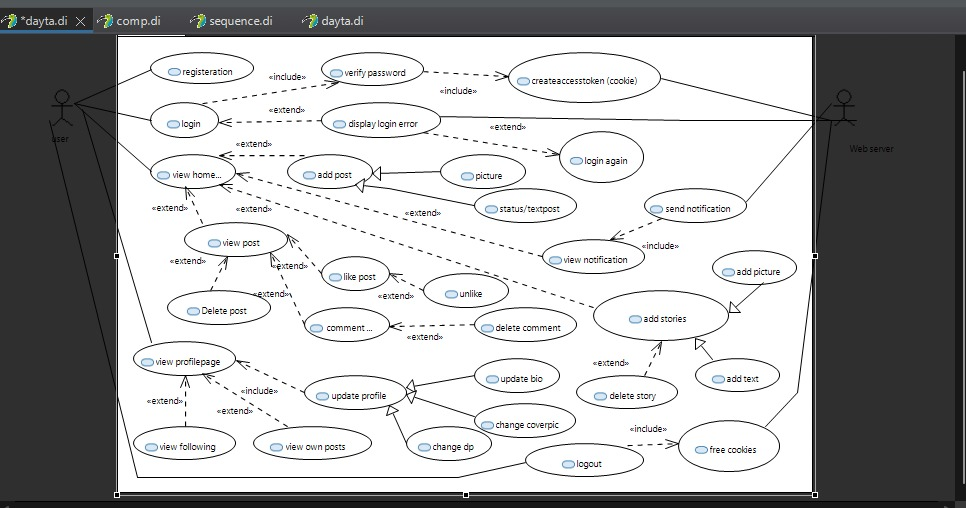 *dayta.di
comp.di
sequence.di
dayta.di
registeration
verify password
createaccesstoken (cookie)
«include»
«include»
login
«extend»
display login error
«extend»
login again
user
Web server
«extend»
view home...
add post
picture
status/textpost
send notification
«extend»
«extend»
«extend»
view post
«include»
view notification
«extend»
«extend»
like post
add picture
unlike
«extend»
«extend»
Delete post
comment ...
delete comment
add stories
«extend»
view profilepage
«extend»
update bio
add text
«include»
update profile
delete story
«extend»
«extend»
change coverpic
«include»
view following
view own posts
change dp
free cookies
logout